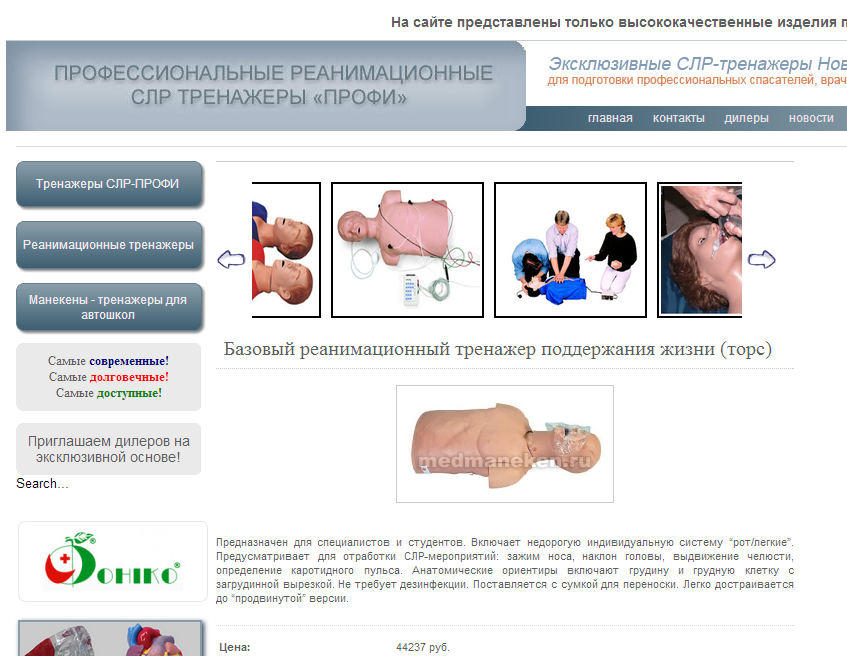 На сайте представлены только высококачественные изделия п
ПРОФЕССИОНАЛЬНЫЕ РЕАНИМАЦИОННЫЕ
СЛР ТРЕНАЖЕРЫ «ПРОФИ»
Эксклюзивные СЛР-тренажеры Нов
для подготовки профессиональных спасателей, врач
главная контакты дилеры новости
Тренажеры СЛР-ПРОФИ
Реанимационные тренажеры
Манекены - тренажеры для
автошкол
Самые современные!
Самые долговечные!
Самые доступные!
Приглашаем дилеров на
эксклюзивной основе!
Search...
Донiко®
Базовый реанимационный тренажер поддержания жизни (торс)
medmaneken.ru
Предназначен для специалистов и студентов. Включает недорогую индивидуальную систему “рот/легкие”.
Предусматривает для отработки СЛР-мероприятий: зажим носа, наклон головы, выдвижение челюсти,
определение каротидного пульса. Анатомические ориентиры включают грудину и грудную клетку с
загрудинной вырезкой. Не требует дезинфекции. Поставляется с сумкой для переноски. Легко достраивается
до “продвинутой” версии.
Цена: 44237 руб.